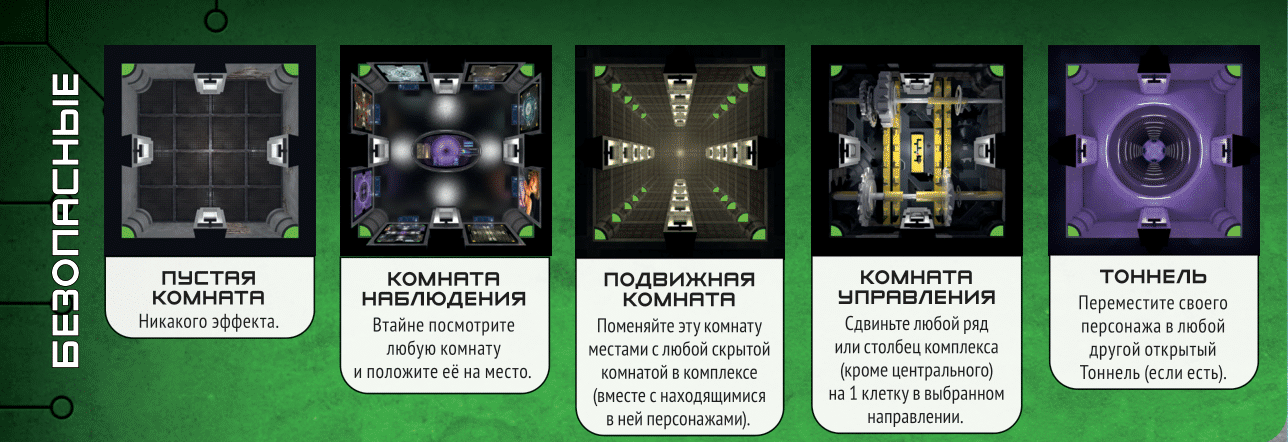 БЕЗОПАСНЫЕ
ПУСТАЯ
КОМНАТА
Никакого эффекта.
КОМНАТА
НАБЛЮДЕНИЯ
Втайне посмотрите
любую комнату
и положите её на место.
ПОДВИЖНАЯ
КОМНАТА
Поменяйте эту комнату
местами с любой скрытой
комнатой в комплексе
(вместе с находящимися
в ней персонажами).
КОМНАТА
УПРАВЛЕНИЯ
Сдвиньте любой ряд
или столбец комплекса
(кроме центрального)
на 1 клетку в выбранном
направлении.
ТОННЕЛЬ
Переместите своего
персонажа в любой
другой открытый
Тоннель (если есть).